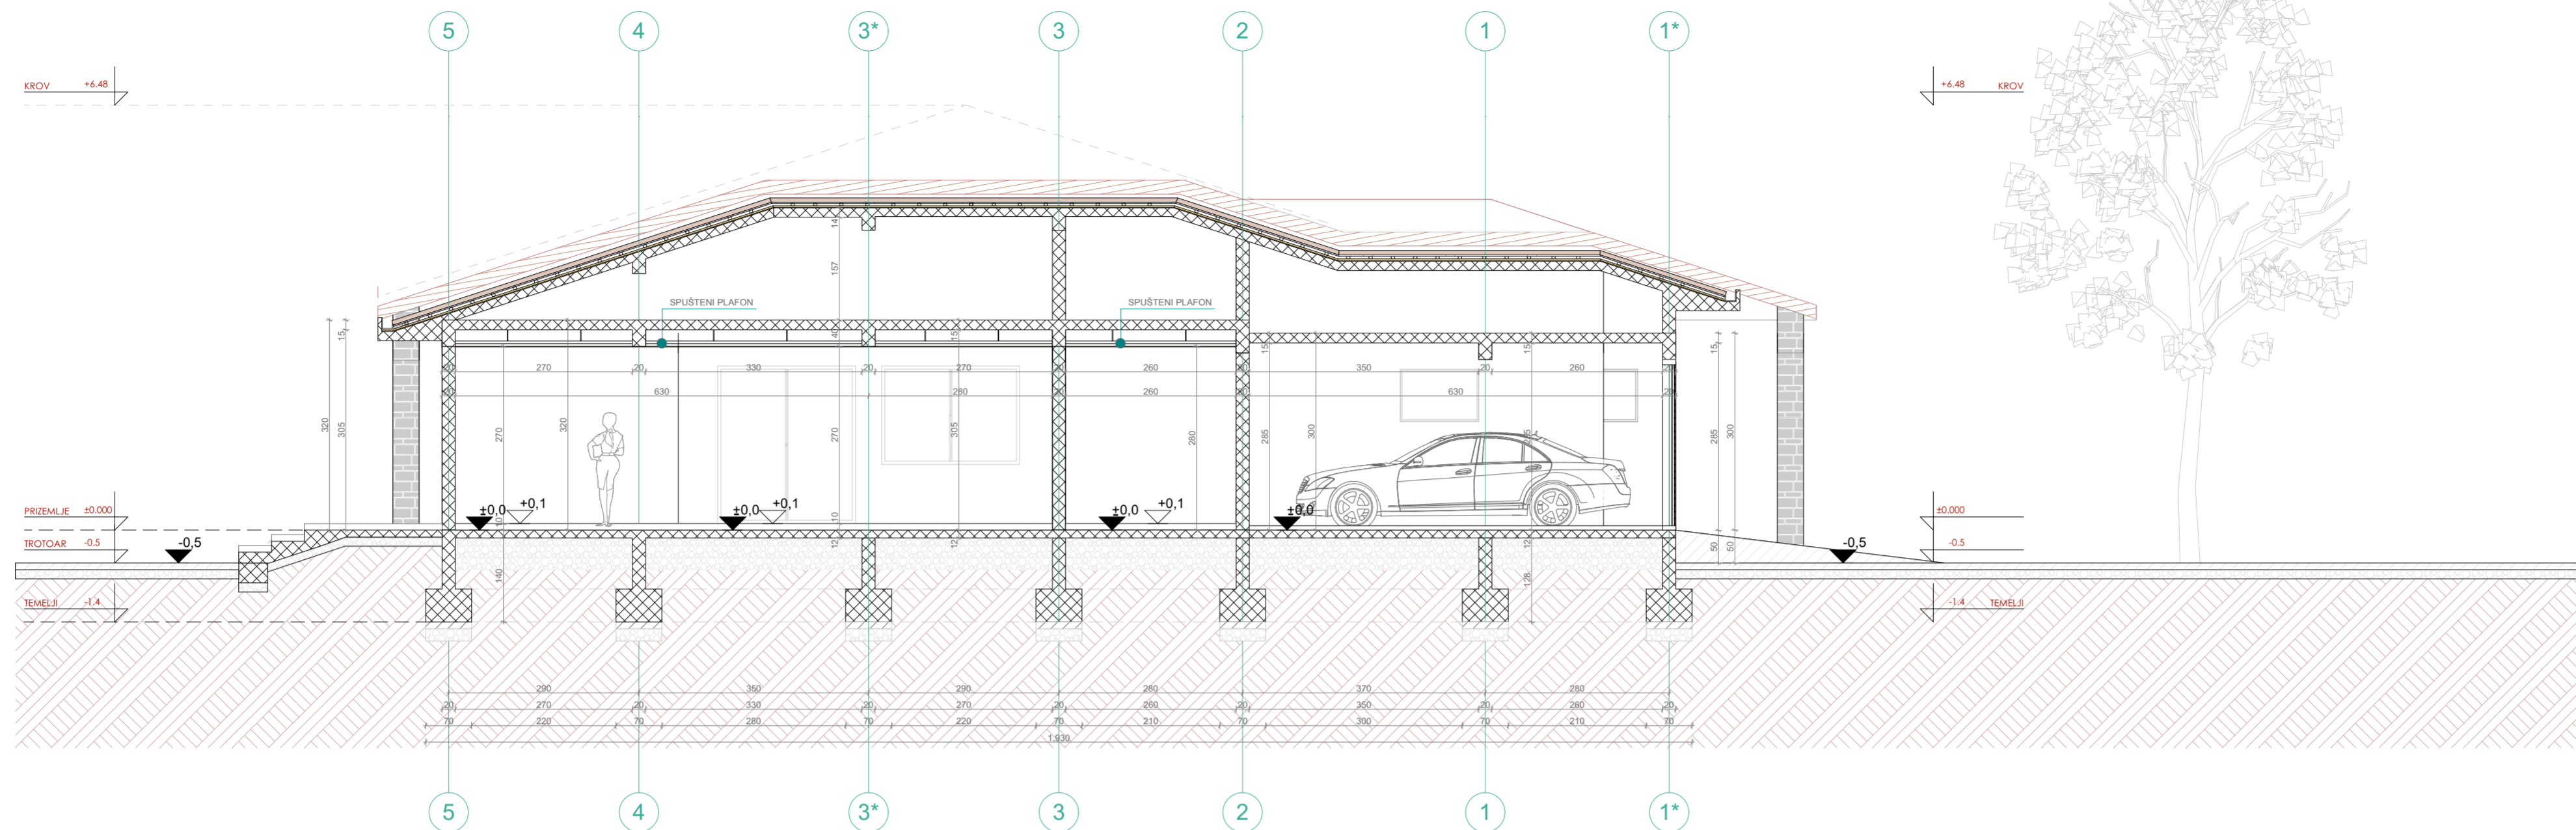 5 4 3* 3 2 1 1*
KROV +6.48
+6.48 KROV
14
157
SPUŠTENI PLAFON
SPUŠTENI PLAFON
15 40 15 15 15 15
270 20 330 20 270 260 350 20 260
630 280 260 630
320 305 270 320 270 305 280 285 300 285 300
PRIZEMLJE ±0.000
±0,0 +0,1
±0,0 +0,1
±0,0 +0,1
±0,0
±0.000
10 10
TROTOAR -0.5
-0,5
12 12 12 50 50
-0,5
-0.5
140
128
TEMELJI -1.4
-1.4 TEMELJI
290 350 290 280 370 280
20 270 20 330 20 270 20 260 20 350 20 260 20
70 220 70 280 70 220 70 210 70 300 70 210 70
1,930
5 4 3* 3 2 1 1*